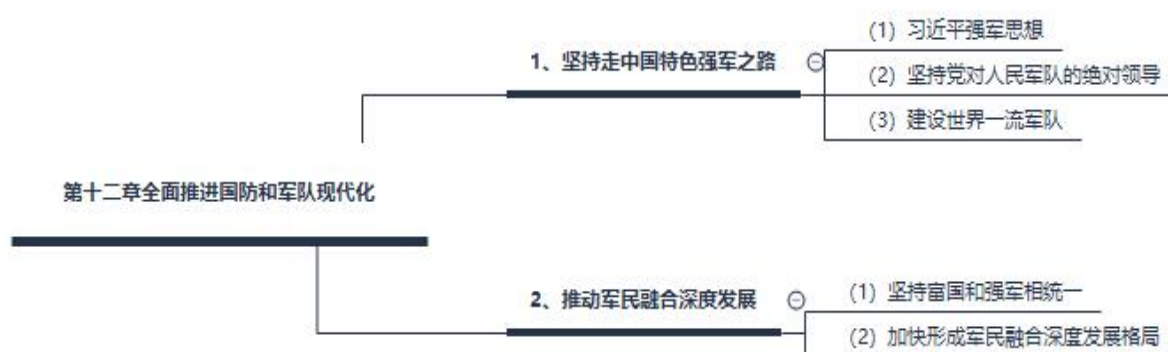 1、坚持走中国特色强军之路
(1) 习近平强军思想
(2) 坚持党对人民军队的绝对领导
(3) 建设世界一流军队
第十二章全面推进国防和军队现代化
2、推动军民融合深度发展
(1) 坚持富国和强军相统一
(2) 加快形成军民融合深度发展格局